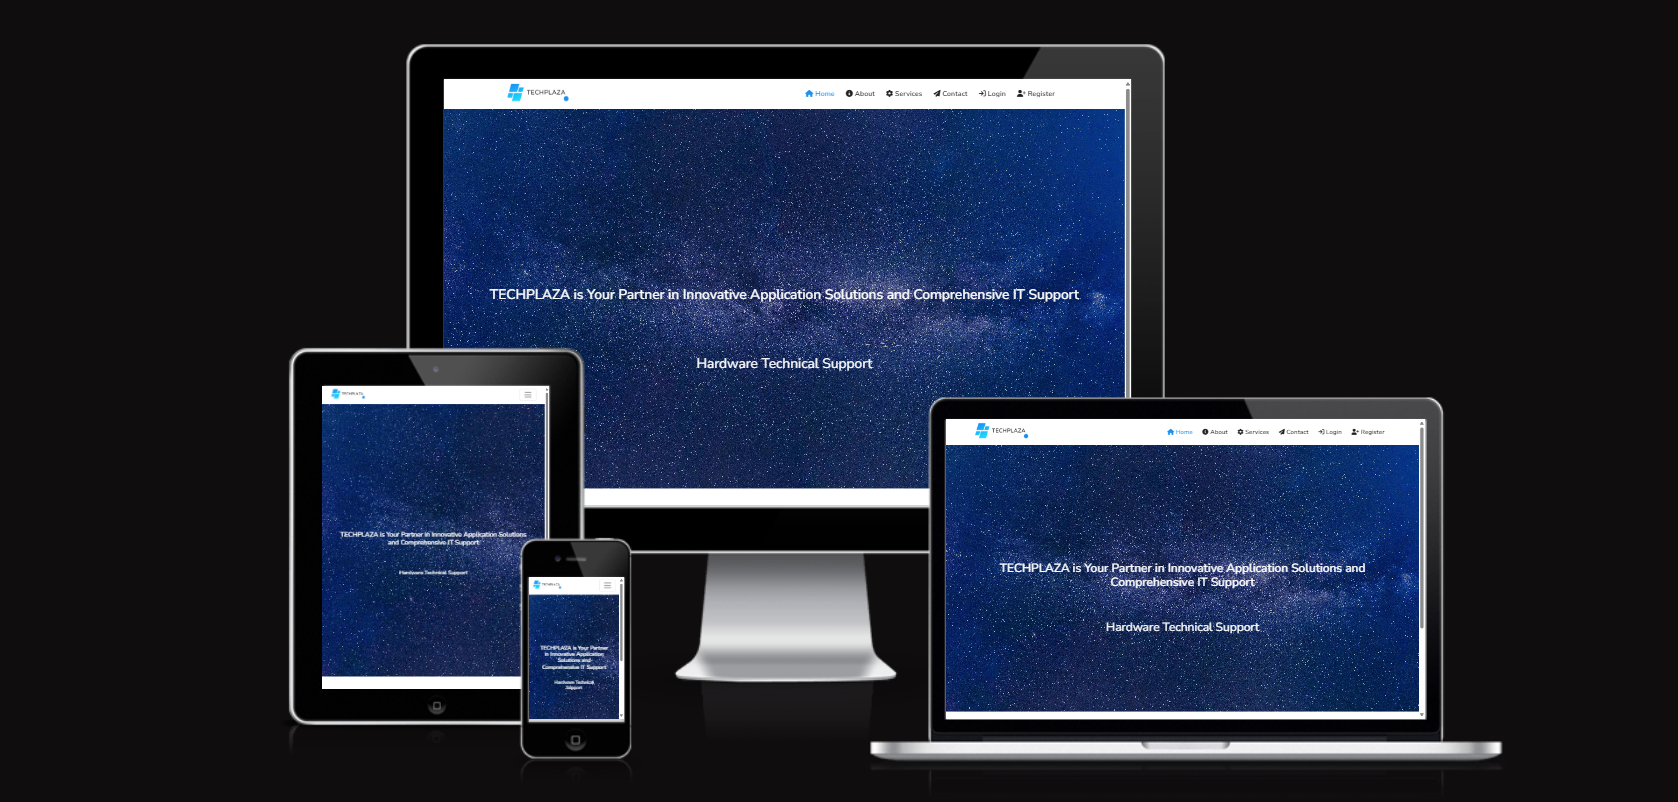 TECHPLAZA
Home About Services Contact Login Register
TECHPLAZA is Your Partner in Innovative Application Solutions and Comprehensive IT Support
Hardware Technical Support
TECHPLAZA is Your Partner in Innovative Application Solutions
and Comprehensive IT Support
Hardware Technical Support
TECHPLAZA is Your Partner
in Innovative Application
Solutions and
Comprehensive IT Support
Hardware Technical
Support
TECHPLAZA
Home About Services Contact Login Register
TECHPLAZA is Your Partner in Innovative Application Solutions and
Comprehensive IT Support
Hardware Technical Support